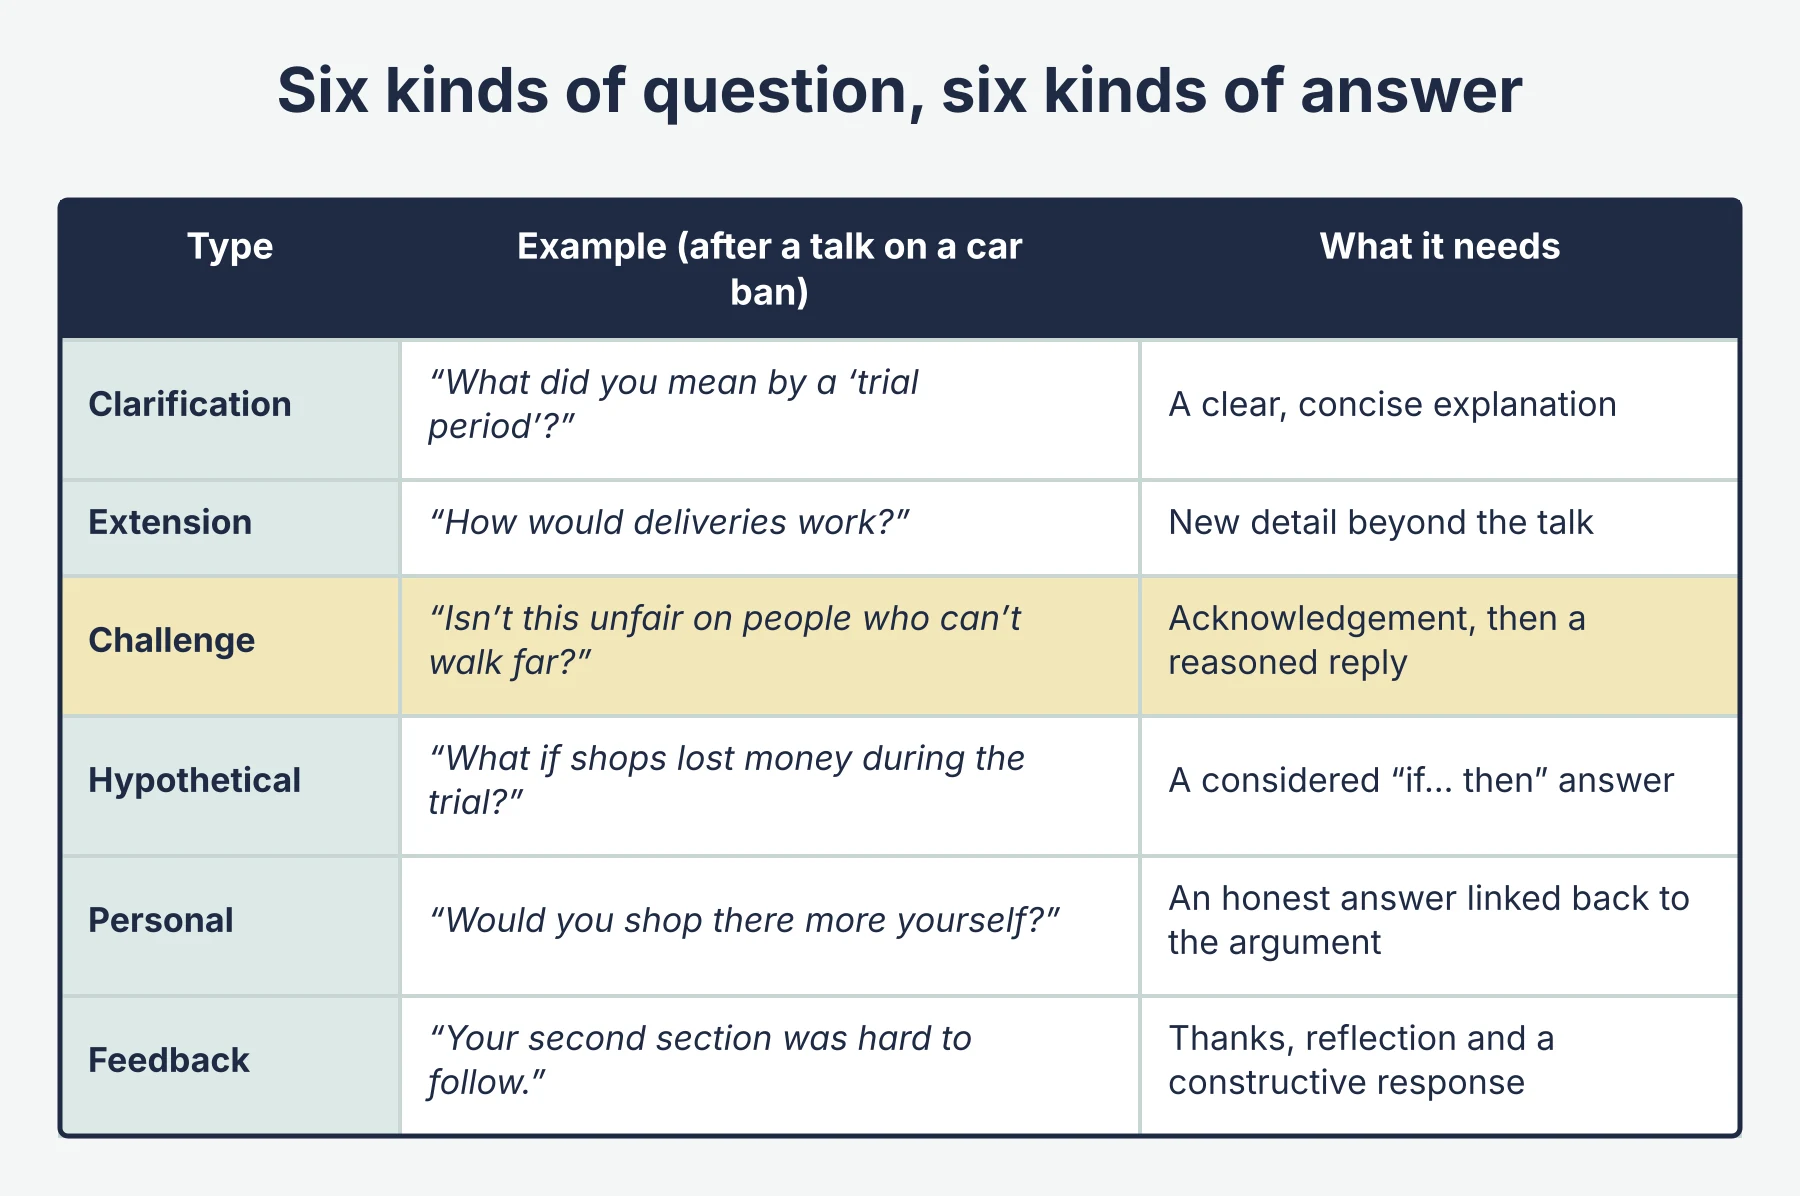 Six kinds of question, six kinds of answer
Type
Example (after a talk on a car
ban)
What it needs
Clarification
“What did you mean by a ‘trial
period’?”
A clear, concise explanation
Extension
“How would deliveries work?”
New detail beyond the talk
Challenge
“Isn’t this unfair on people who can’t
walk far?”
Acknowledgement, then a
reasoned reply
Hypothetical
“What if shops lost money during the
trial?”
A considered “if… then” answer
Personal
“Would you shop there more yourself?”
An honest answer linked back to
the argument
Feedback
“Your second section was hard to
follow.”
Thanks, reflection and a
constructive response